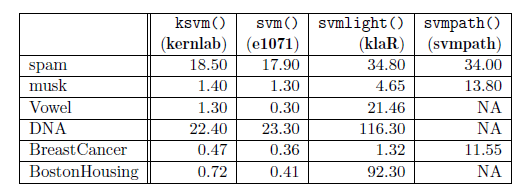 ksvm() svm() svmlight() svmpath()
(kernlab) (e1071) (klaR) (svmpath)
spam 18.50 17.90 34.80 34.00
musk 1.40 1.30 4.65 13.80
Vowel 1.30 0.30 21.46 NA
DNA 22.40 23.30 116.30 NA
BreastCancer 0.47 0.36 1.32 11.55
BostonHousing 0.72 0.41 92.30 NA